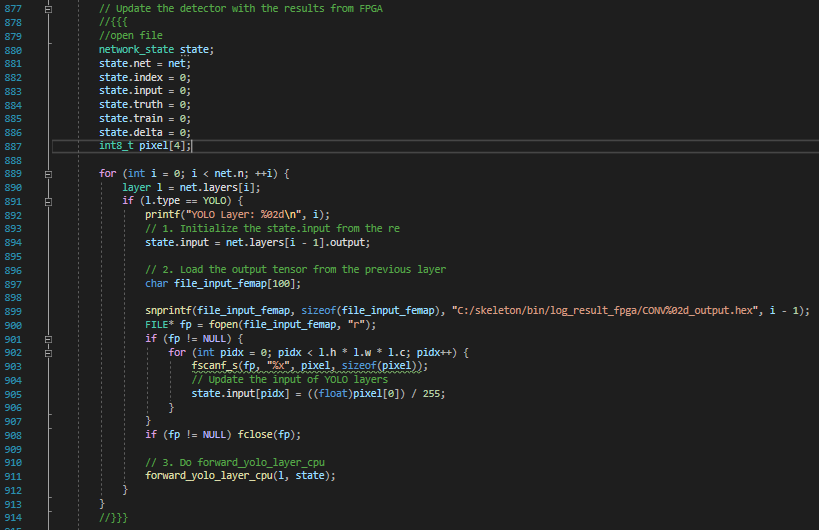 877 // Update the detector with the results from FPGA
878 //{{{
879 //open file
880 network_state state;
881 state.net = net;
882 state.index = 0;
883 state.input = 0;
884 state.truth = 0;
885 state.train = 0;
886 state.delta = 0;
887 int8_t pixel[4];
888
889 for (int i = 0; i < net.n; ++i) {
890 layer l = net.layers[i];
891 if (l.type == YOLO) {
892 printf("YOLO Layer: %02d\n", i);
893 // 1. Initialize the state.input from the re
894 state.input = net.layers[i - 1].output;
895
896 // 2. Load the output tensor from the previous layer
897 char file_input_femap[100];
898
899 snprintf(file_input_femap, sizeof(file_input_femap), "C:/skeleton/bin/log_result_fpga/CONV%02d_output.hex", i - 1);
900 FILE* fp = fopen(file_input_femap, "r");
901 if (fp != NULL) {
902 for (int pidx = 0; pidx < l.h * l.w * l.c; pidx++) {
903 fscanf_s(fp, "%x", pixel, sizeof(pixel));
904 // Update the input of YOLO layers
905 state.input[pidx] = ((float)pixel[0]) / 255;
906 }
907 }
908 if (fp != NULL) fclose(fp);
909
910 // 3. Do forward_yolo_layer_cpu
911 forward_yolo_layer_cpu(l, state);
912 }
913 }
914 //}}}